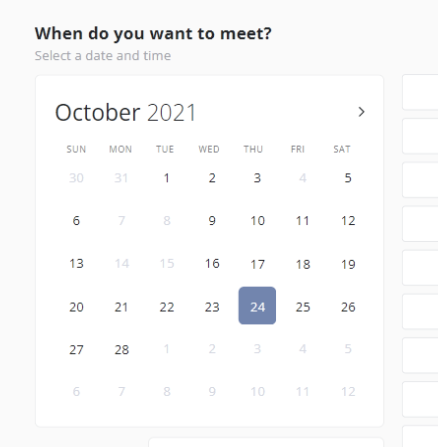 When do you want to meet?
Select a date and time
October 2021
SUN MON TUE WED THU FRI SAT
30 31 1 2 3 4 5
6 7 8 9 10 11 12
13 14 15 16 17 18 19
20 21 22 23 24 25 26
27 28 1 2 3 4 5
6 7 8 9 10 11 12